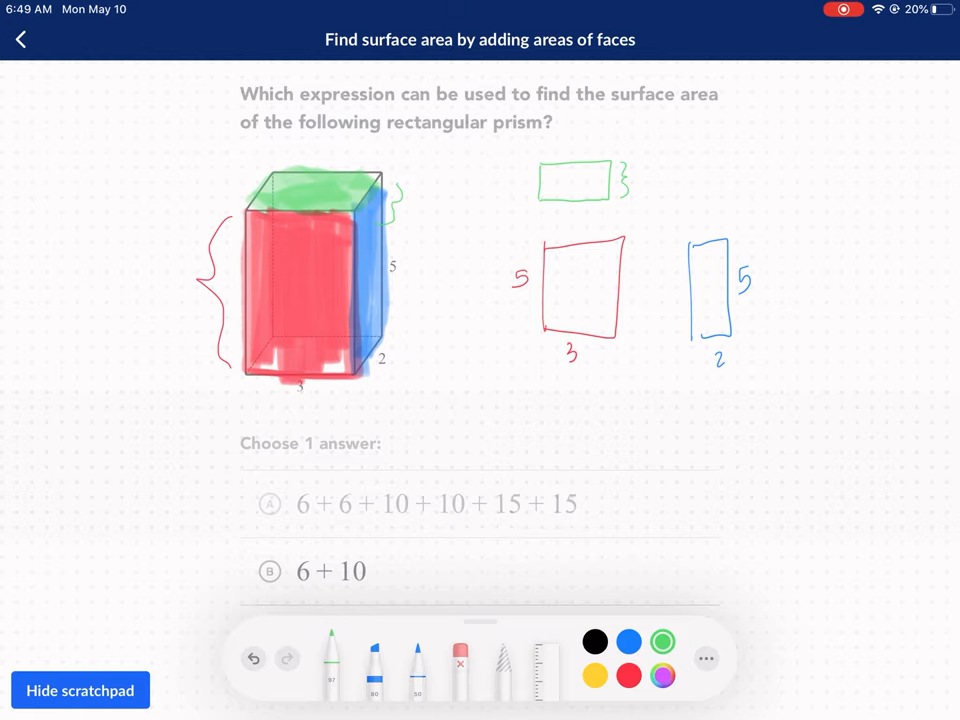 6:49 AM Mon May 10
20%
Find surface area by adding areas of faces
Which expression can be used to find the surface area
of the following rectangular prism?
5
2
3
5
3
5
2
Choose 1 answer:
A 6 + 6 + 10 + 10 + 15 + 15
B 6 + 10
97
80
50
Hide scratchpad